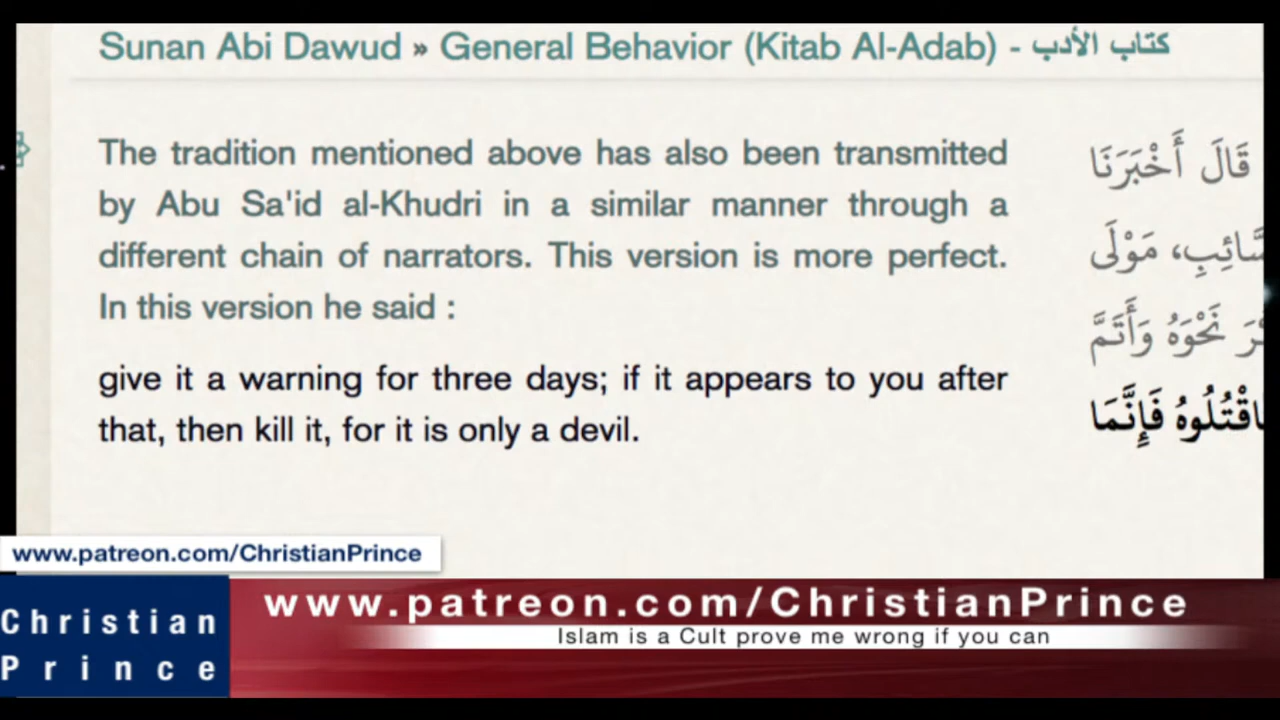 Sunan Abi Dawud » General Behavior (Kitab Al-Adab) - كتاب الأدب
The tradition mentioned above has also been transmitted
by Abu Sa'id al-Khudri in a similar manner through a
different chain of narrators. This version is more perfect.
In this version he said :
give it a warning for three days; if it appears to you after
that, then kill it, for it is only a devil.
قَالَ أَخْبَرَنَا
مَوْلَى
نَحْوَهُ وَأَتَمَّ
فَإِنَّمَا
www.patreon.com/ChristianPrince
Christian
Prince
www.patreon.com/ChristianPrince
Islam is a Cult prove me wrong if you can